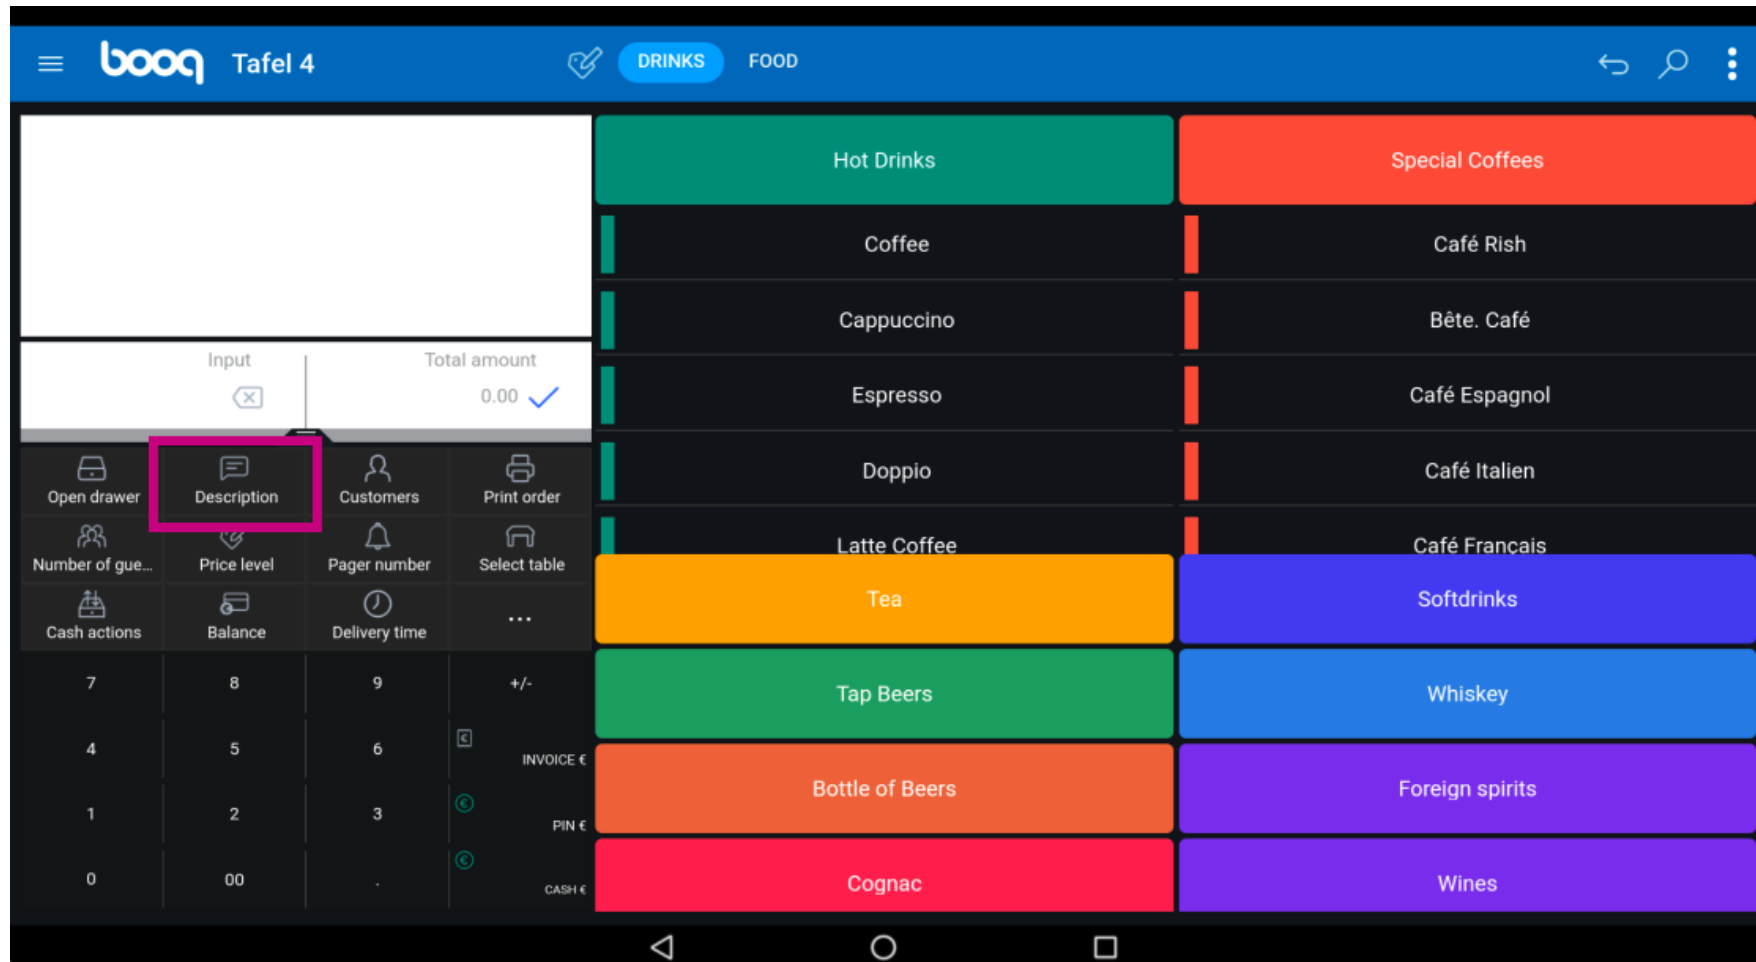 booq Tafel 4 DRINKS FOOD
Input Total amount
0.00
Open drawer Description Customers Print order
Number of gue... Price level Pager number Select table
Cash actions Balance Delivery time ...
7 8 9 +/-
4 5 6 € INVOICE €
1 2 3 € PIN €
0 00 . € CASH €
Hot Drinks Special Coffees
Coffee Café Rish
Cappuccino Bête. Café
Espresso Café Espagnol
Doppio Café Italien
Latte Coffee Café Français
Tea Softdrinks
Tap Beers Whiskey
Bottle of Beers Foreign spirits
Cognac Wines